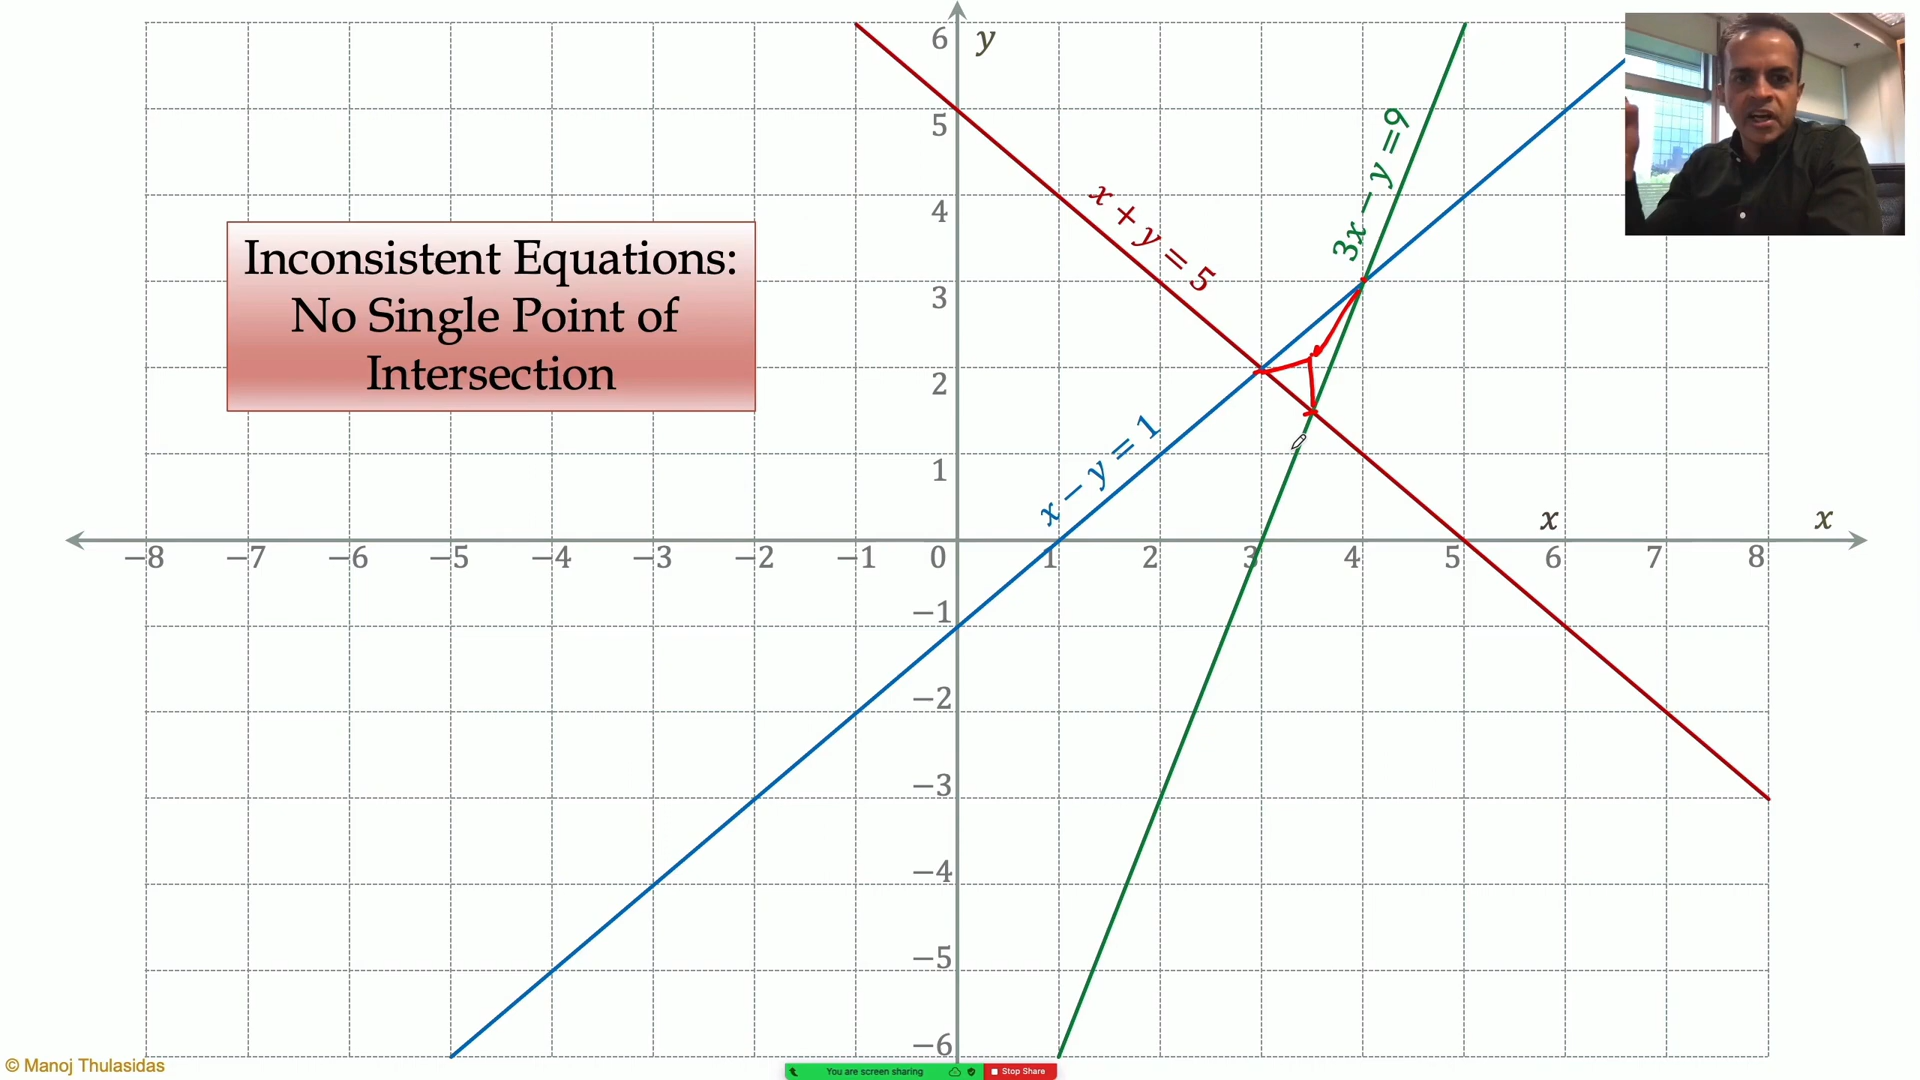 6
y
5
4
3
2
1
x + y = 5
3x − y =9
Inconsistent Equations:
No Single Point of
Intersection
x − y = 1
x
x
−8 −7 −6 −5 −4 −3 −2 −1 0 1 2 3 4 5 6 7 8
−1
−2
−3
−4
−5
−6
© Manoj Thulasidas
You are screen sharing
Stop Share